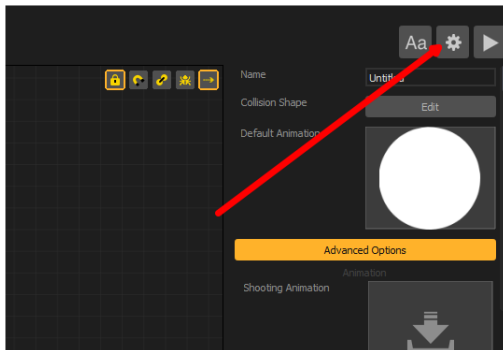 Aa
Name
Untitled
Collision Shape
Edit
Default Animation
Advanced Options
Animation
Shooting Animation